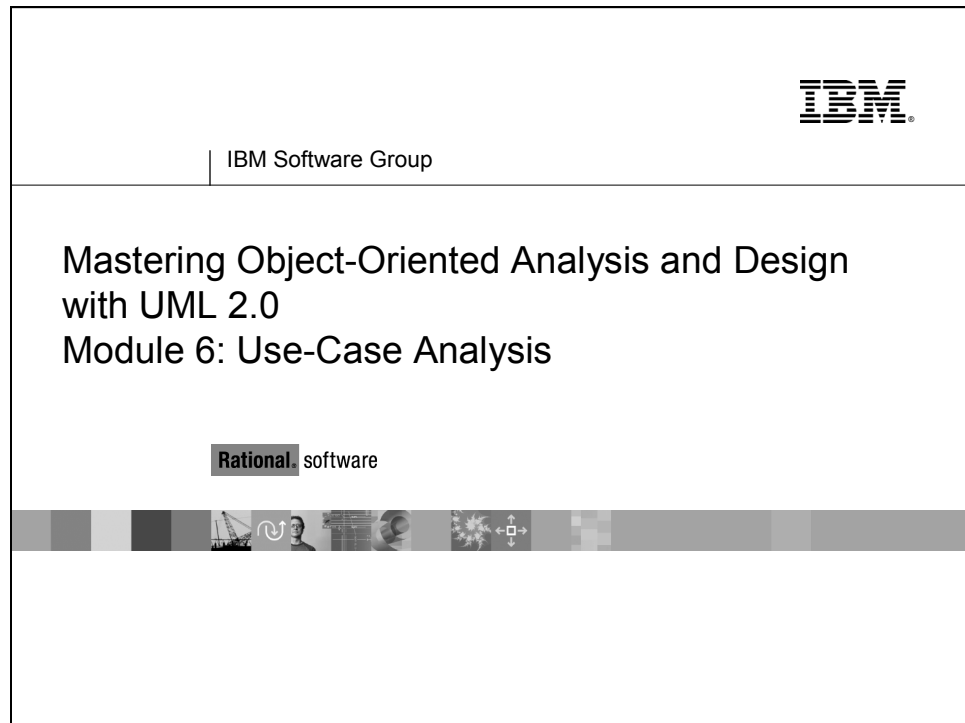 IBM®
IBM Software Group
Mastering Object-Oriented Analysis and Design
with UML 2.0
Module 6: Use-Case Analysis
Rational® software